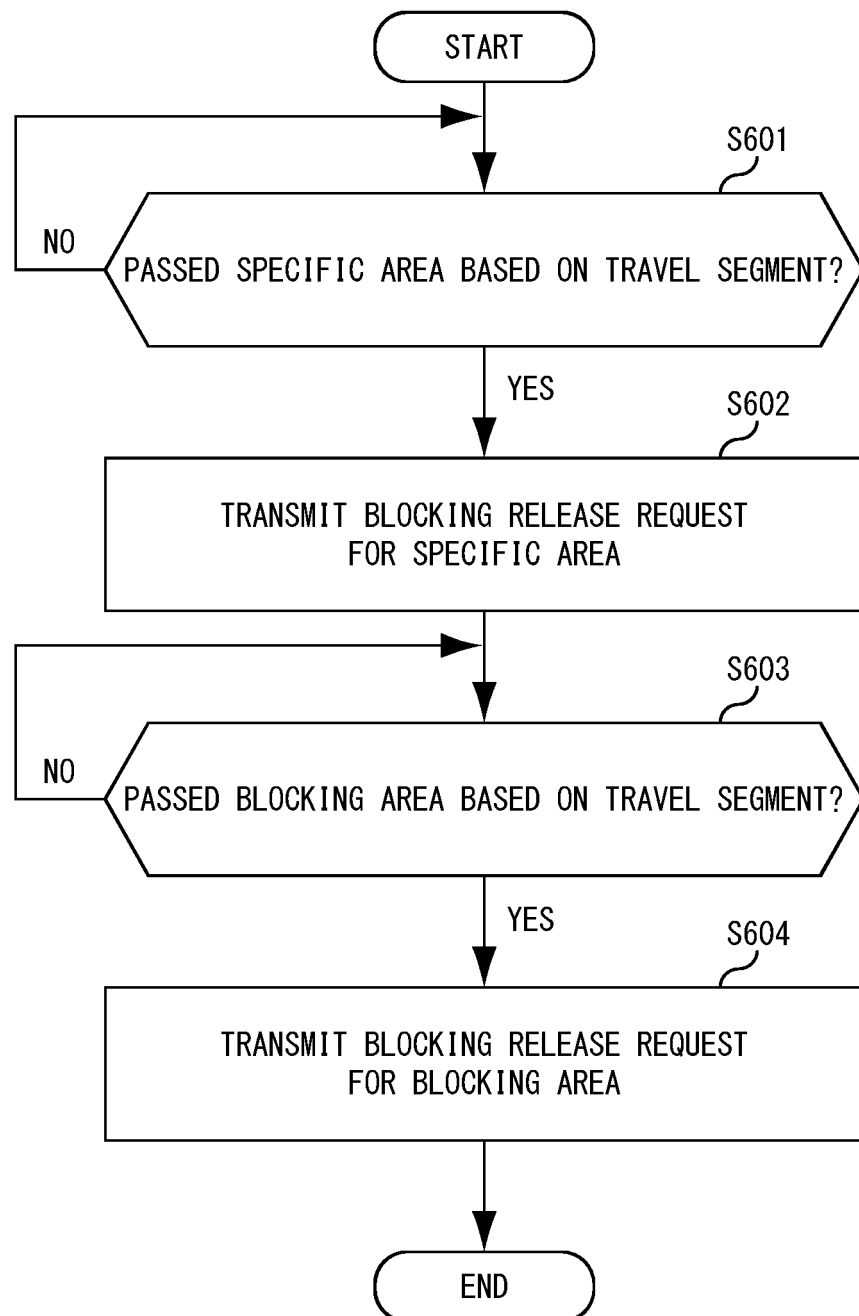 START
S601
NO
PASSED SPECIFIC AREA BASED ON TRAVEL SEGMENT?
YES
S602
TRANSMIT BLOCKING RELEASE REQUEST
FOR SPECIFIC AREA
S603
NO
PASSED BLOCKING AREA BASED ON TRAVEL SEGMENT?
YES
S604
TRANSMIT BLOCKING RELEASE REQUEST
FOR BLOCKING AREA
END